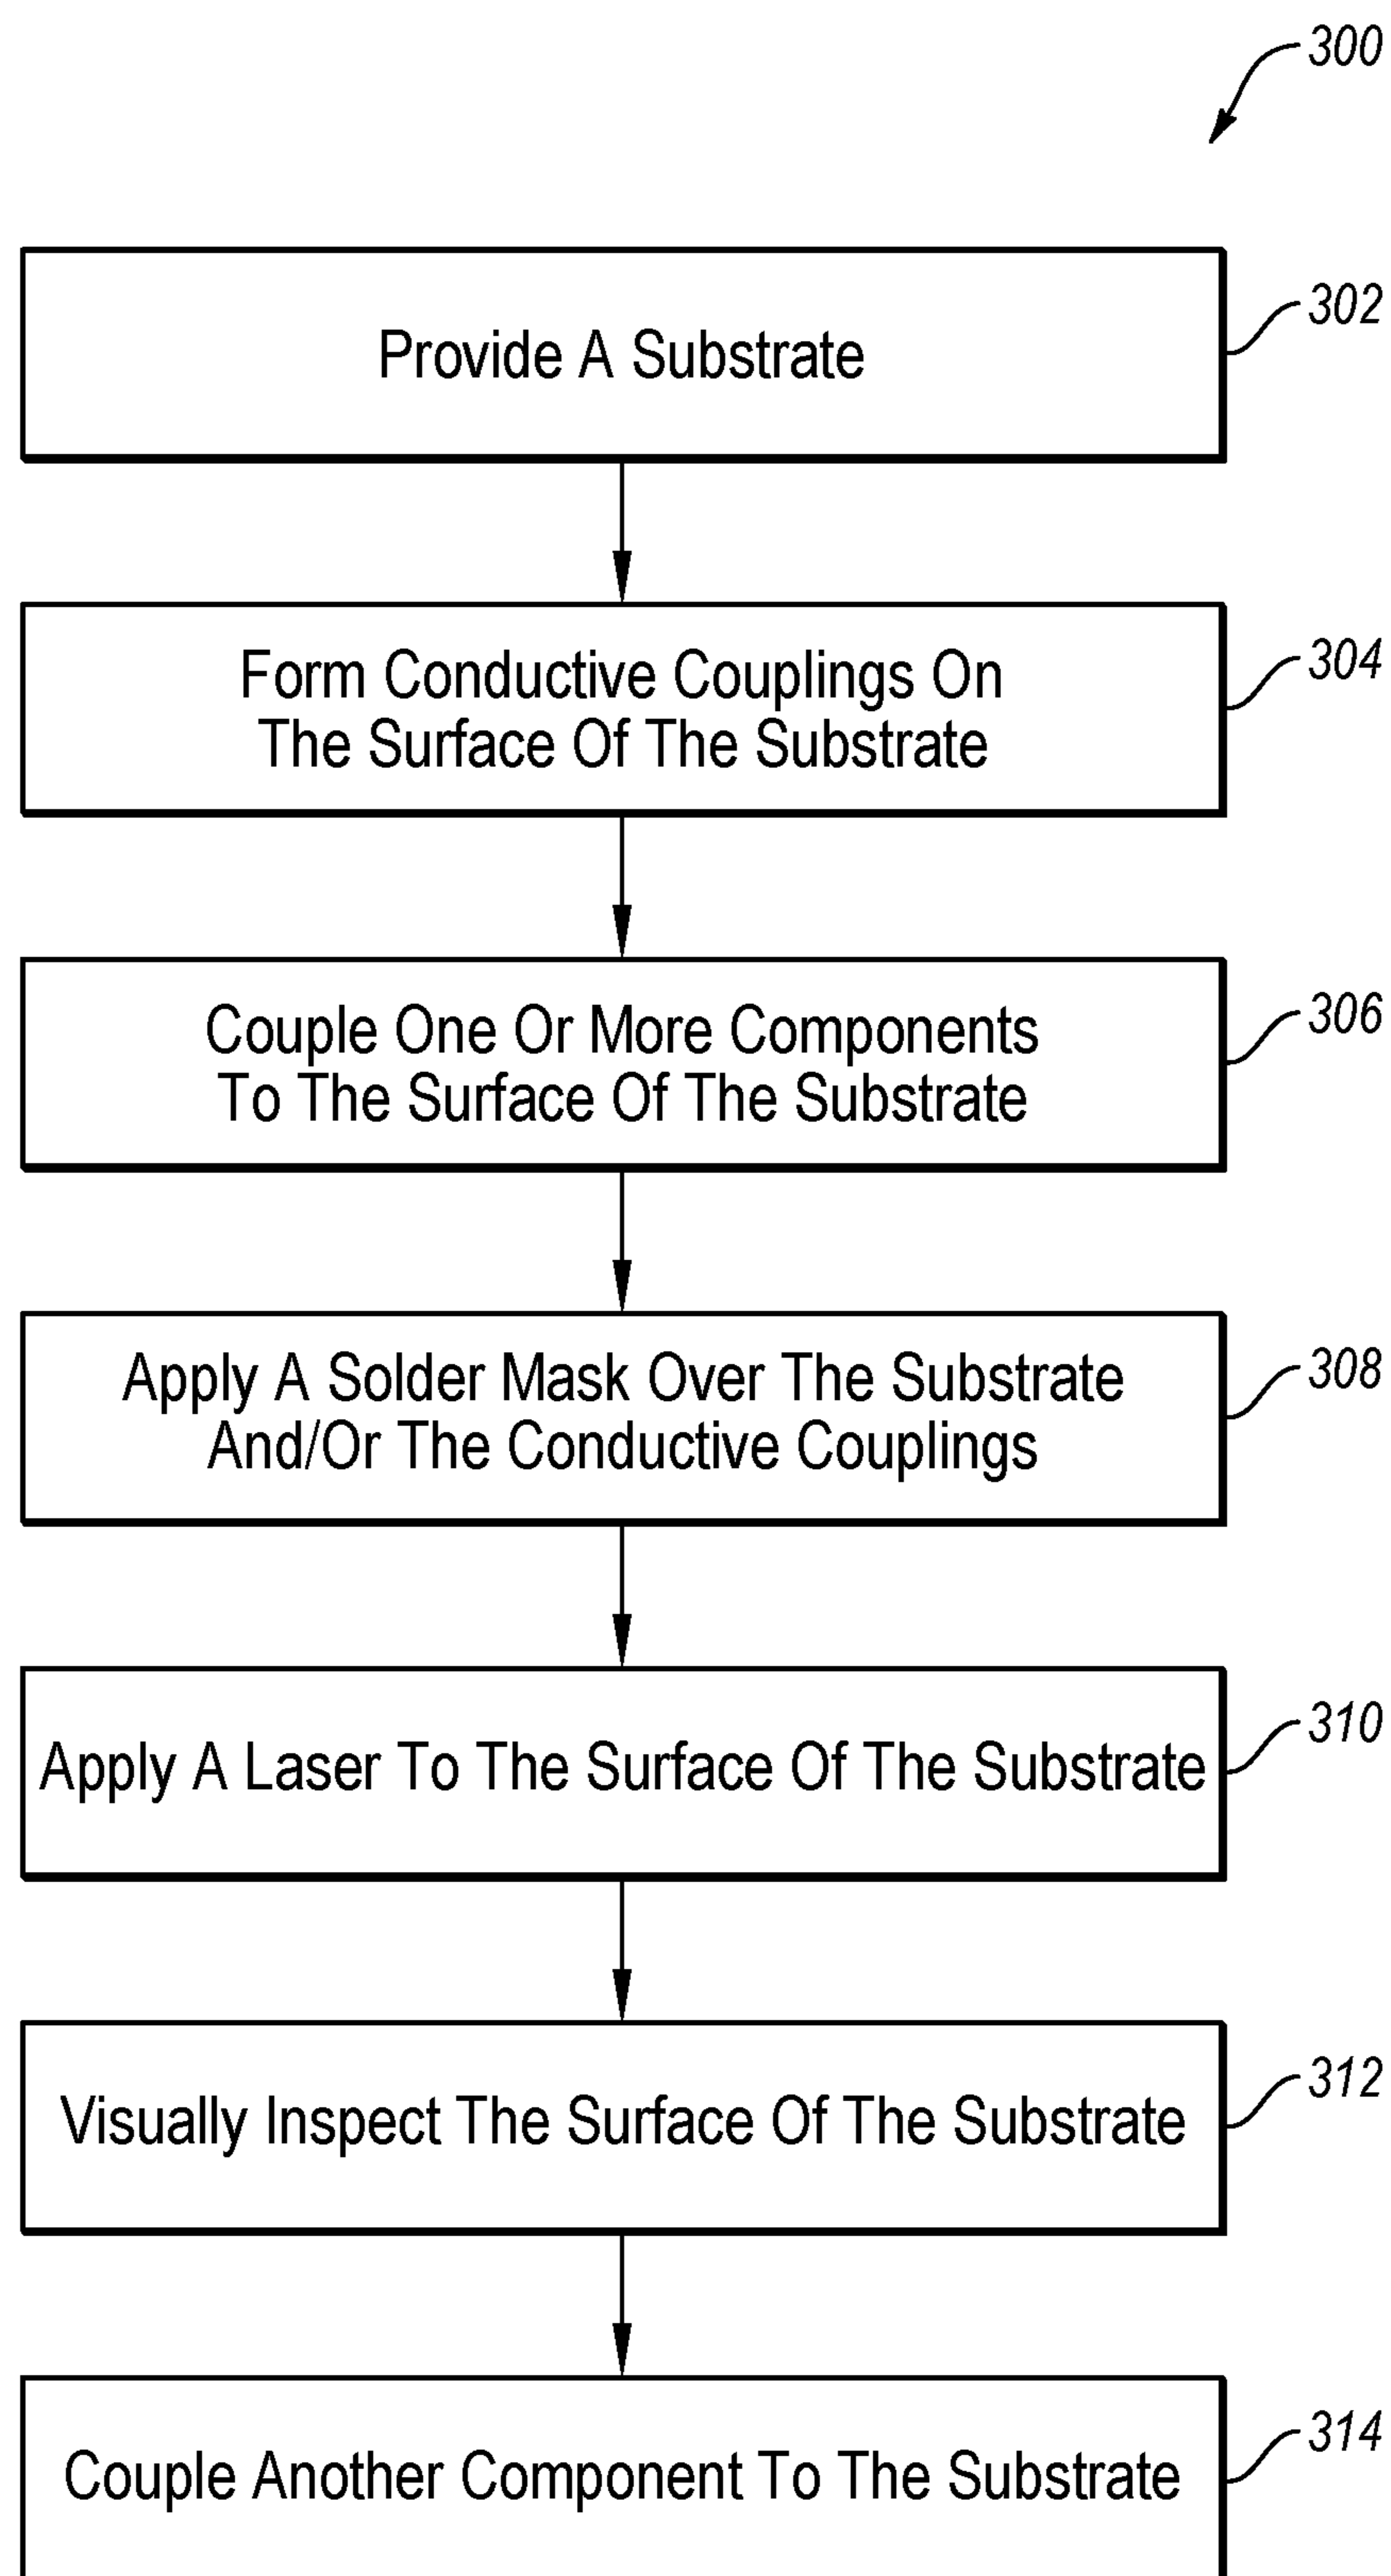 300
Provide A Substrate
302
Form Conductive Couplings On
The Surface Of The Substrate
304
Couple One Or More Components
To The Surface Of The Substrate
306
Apply A Solder Mask Over The Substrate
And/Or The Conductive Couplings
308
Apply A Laser To The Surface Of The Substrate
310
Visually Inspect The Surface Of The Substrate
312
Couple Another Component To The Substrate
314